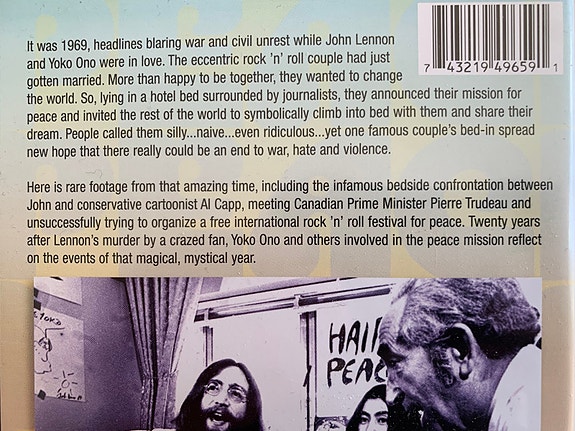 It was 1969, headlines blaring war and civil unrest while John Lennon
and Yoko Ono were in love. The eccentric rock 'n' roll couple had just
gotten married. More than happy to be together, they wanted to change
the world. So, lying in a hotel bed surrounded by journalists, they announced their mission for
peace and invited the rest of the world to symbolically climb into bed with them and share their
dream. People called them silly...naive...even ridiculous...yet one famous couple's bed-in spread
new hope that there really could be an end to war, hate and violence.
7 43219 49659 1
Here is rare footage from that amazing time, including the infamous bedside confrontation between
John and conservative cartoonist Al Capp, meeting Canadian Prime Minister Pierre Trudeau and
unsuccessfully trying to organize a free international rock 'n' roll festival for peace. Twenty years
after Lennon's murder by a crazed fan, Yoko Ono and others involved in the peace mission reflect
on the events of that magical, mystical year.
HAIR
PEAC